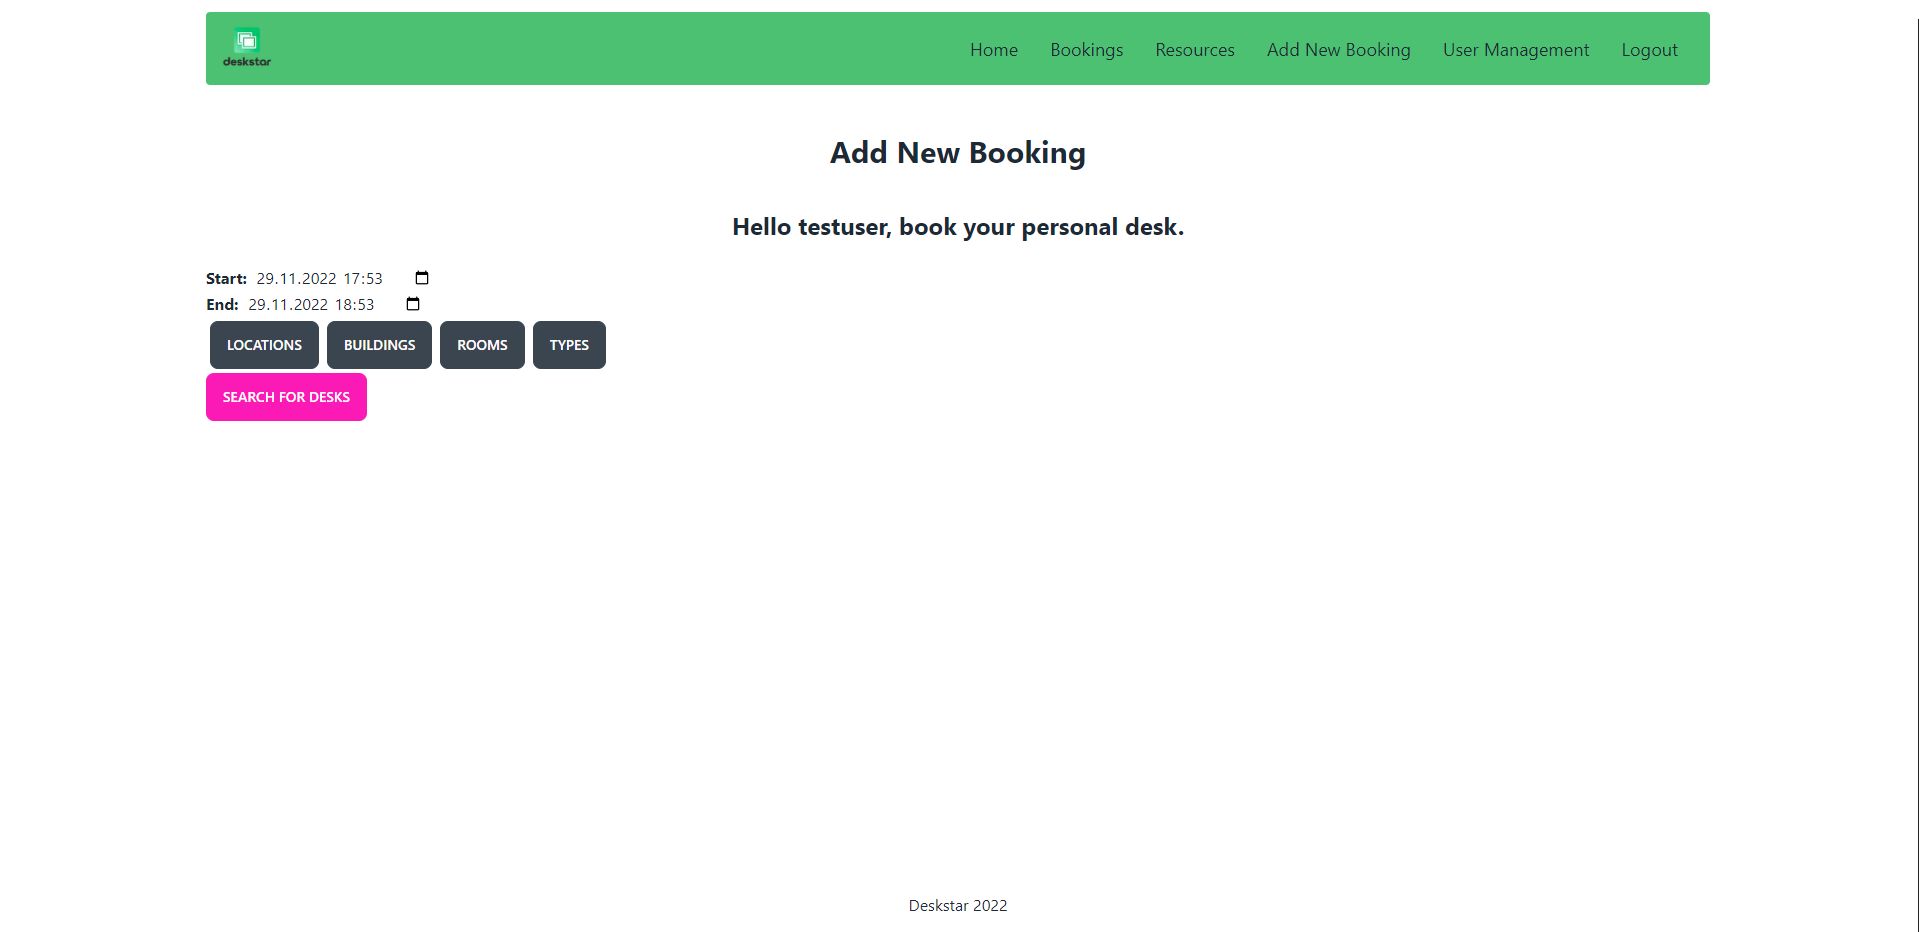 deskstar
Home Bookings Resources Add New Booking User Management Logout
Add New Booking
Hello testuser, book your personal desk.
Start: 29.11.2022 17:53
End: 29.11.2022 18:53
LOCATIONS BUILDINGS ROOMS TYPES
SEARCH FOR DESKS
Deskstar 2022